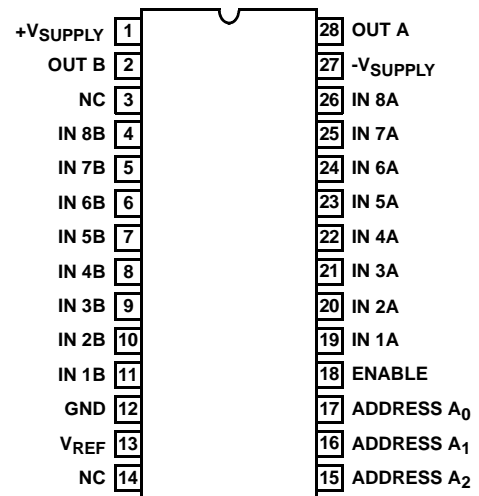 +VSUPPLY 1 28 OUT A
OUT B 2 27 -VSUPPLY
NC 3 26 IN 8A
IN 8B 4 25 IN 7A
IN 7B 5 24 IN 6A
IN 6B 6 23 IN 5A
IN 5B 7 22 IN 4A
IN 4B 8 21 IN 3A
IN 3B 9 20 IN 2A
IN 2B 10 19 IN 1A
IN 1B 11 18 ENABLE
GND 12 17 ADDRESS A0
VREF 13 16 ADDRESS A1
NC 14 15 ADDRESS A2